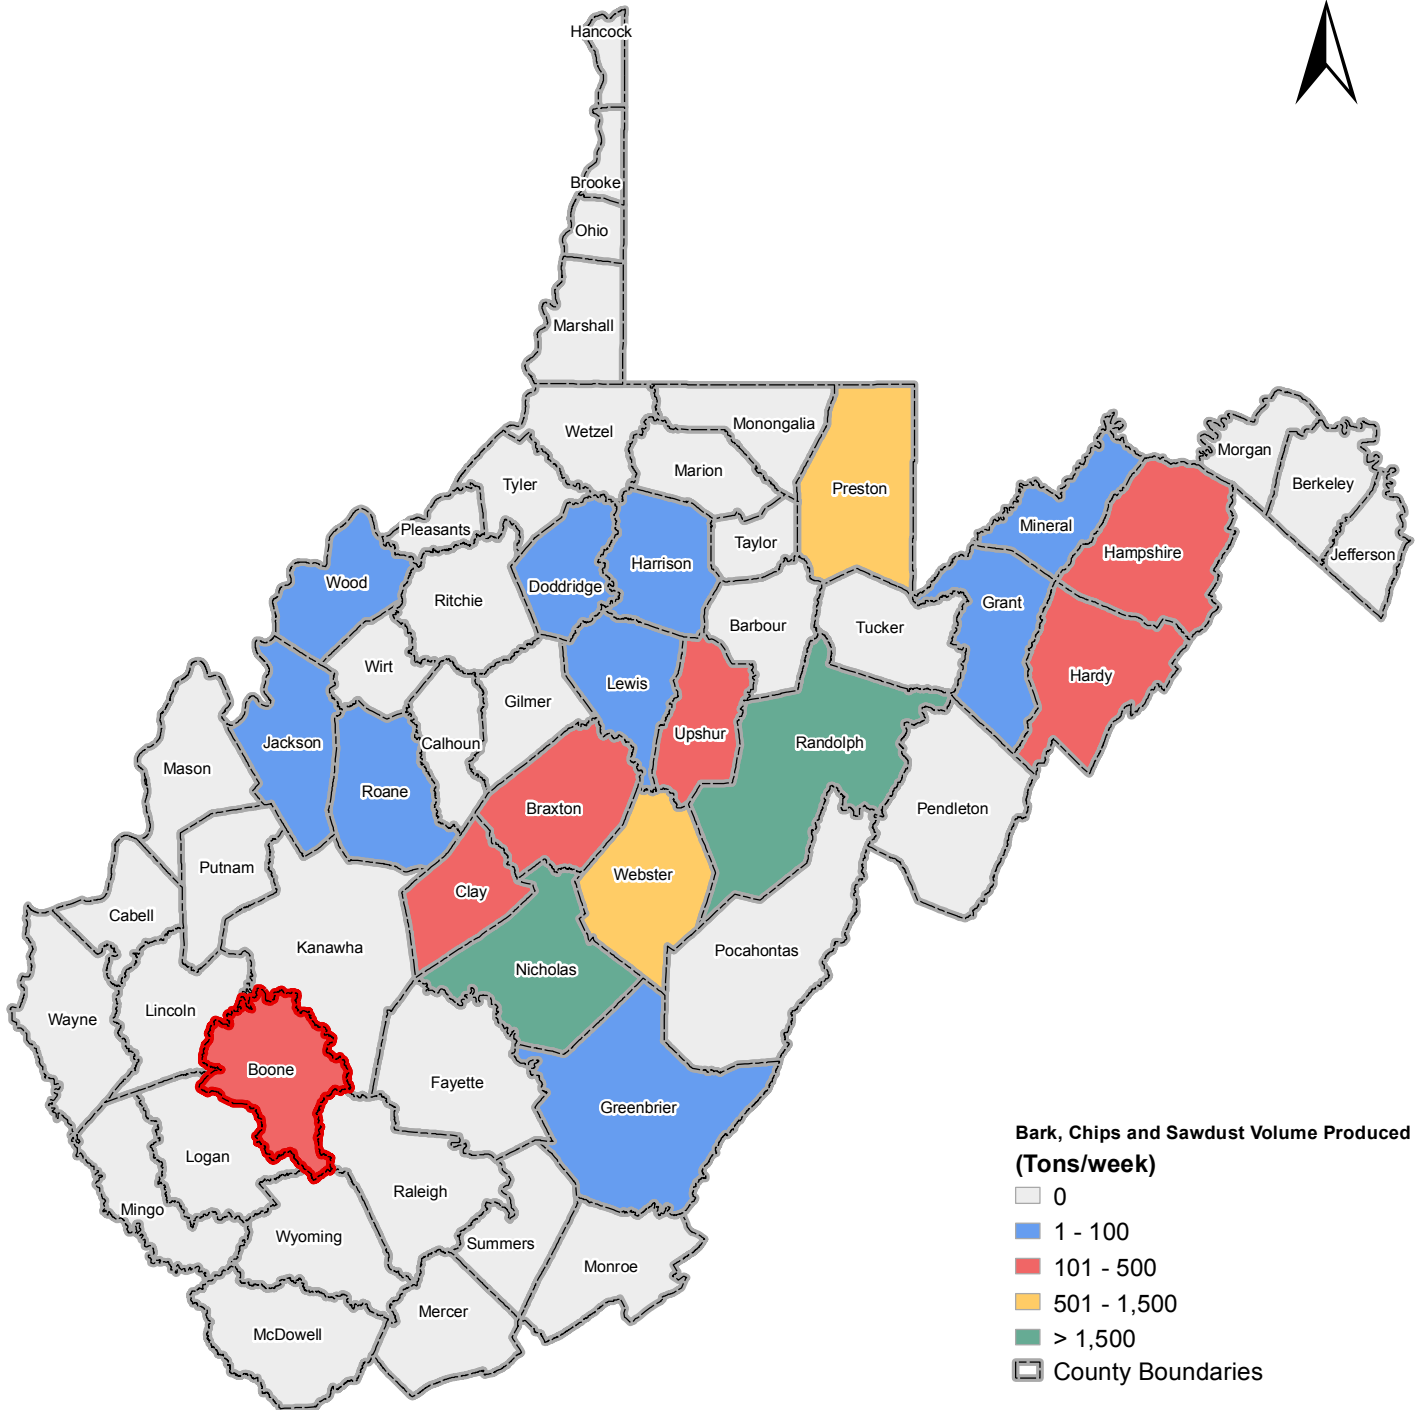 Hancock
Brooke
Ohio
Marshall
Wetzel
Monongalia
Marion
Morgan
Berkeley
Tyler
Preston
Pleasants
Mineral
Taylor
Hampshire
Jefferson
Harrison
Wood
Doddridge
Ritchie
Grant
Barbour
Tucker
Wirt
Hardy
Lewis
Gilmer
Upshur
Jackson
Calhoun
Randolph
Mason
Roane
Braxton
Pendleton
Putnam
Webster
Clay
Cabell
Kanawha
Pocahontas
Nicholas
Lincoln
Wayne
Boone
Fayette
Greenbrier
Logan
Raleigh
Mingo
Wyoming
Summers
Monroe
Mercer
McDowell
Bark, Chips and Sawdust Volume Produced
(Tons/week)
0
1 - 100
101 - 500
501 - 1,500
> 1,500
County Boundaries